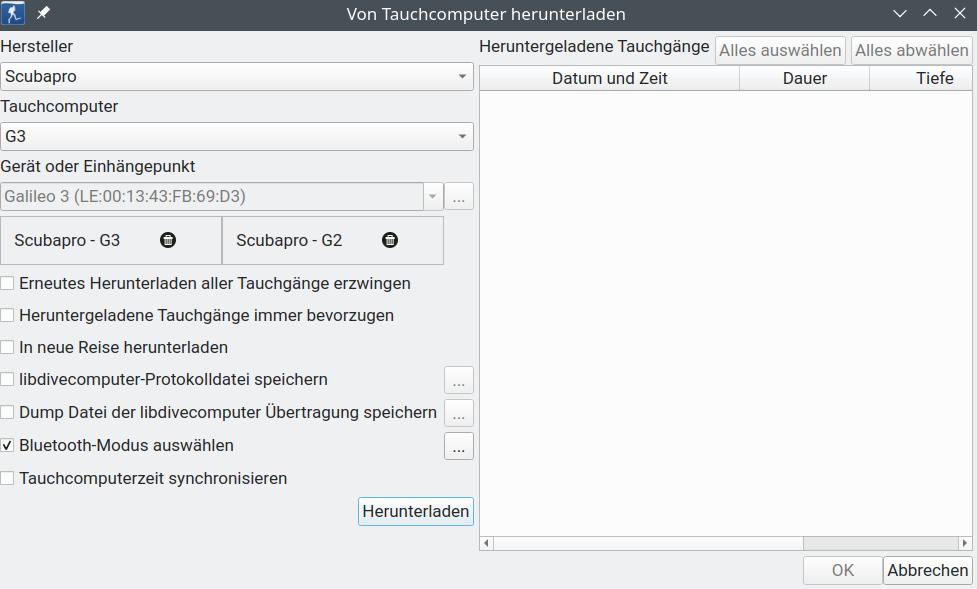 Von Tauchcomputer herunterladen
Hersteller
Scubapro
Tauchcomputer
G3
Gerät oder Einhängepunkt
Galileo 3 (LE:00:13:43:FB:69:D3)
...
Scubapro - G3
Scubapro - G2
Erneutes Herunterladen aller Tauchgänge erzwingen
Heruntergeladene Tauchgänge immer bevorzugen
In neue Reise herunterladen
libdivecomputer-Protokolldatei speichern
...
Dump Datei der libdivecomputer Übertragung speichern
...
Bluetooth-Modus auswählen
...
Tauchcomputerzeit synchronisieren
Herunterladen
Heruntergeladene Tauchgänge
Alles auswählen
Alles abwählen
Datum und Zeit
Dauer
Tiefe
OK
Abbrechen